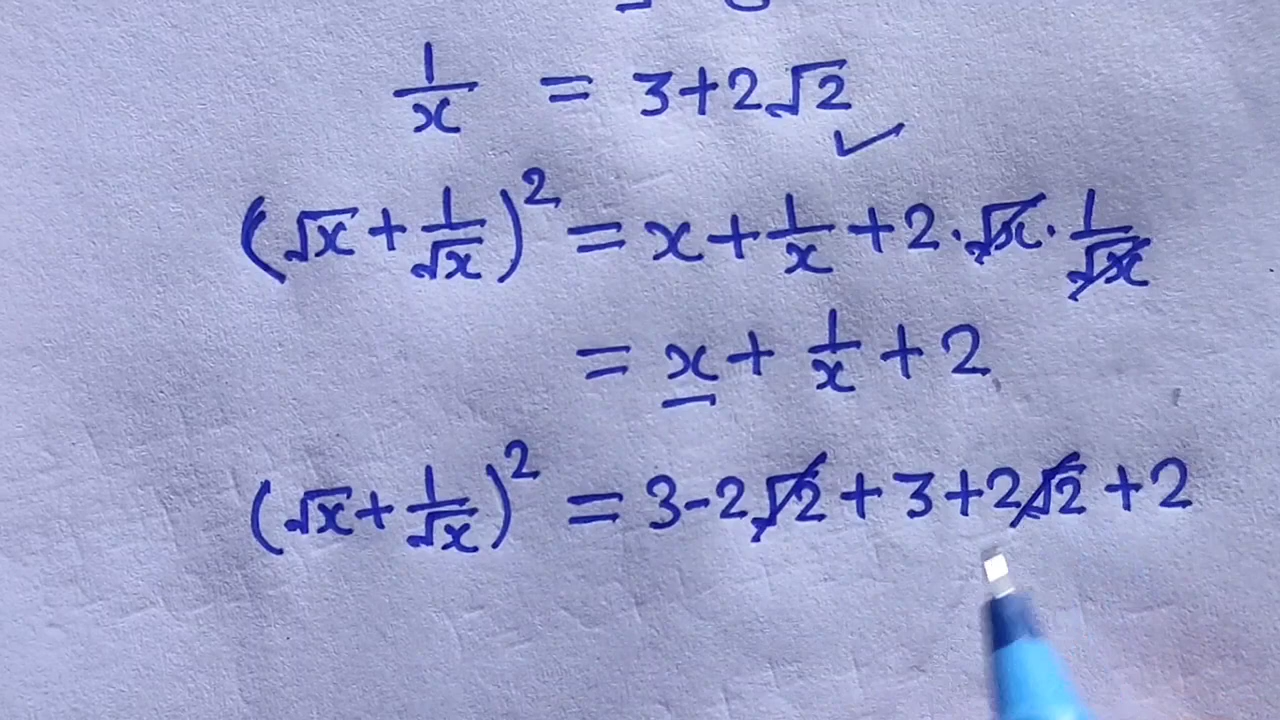 1/x = 3+2√2 ✓
(√x + 1/√x)² = x + 1/x + 2·√x·1/√x
= x + 1/x + 2
(√x + 1/√x)² = 3-2√2 + 3+2√2 + 2